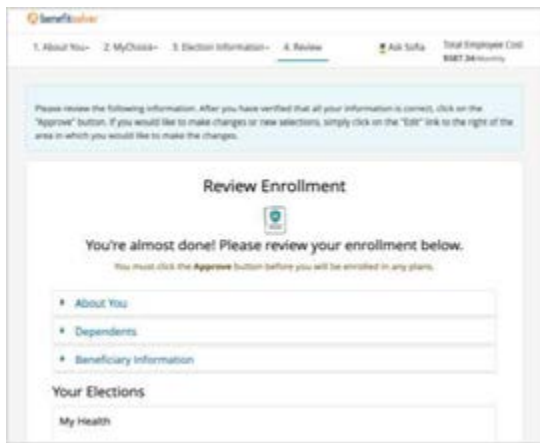 benefitsolver
1. About You 2. MyChoice 3. Election Information 4. Review Ask Sofia Total Employee Cost
$587.34 Monthly
Please review the following information. After you have verified that all your information is correct, click on the
"Approve" button. If you would like to make changes or new selections, simply click on the "Edit" link to the right of the
area in which you would like to make the changes.
Review Enrollment
You're almost done! Please review your enrollment below.
You must click the Approve button before you will be enrolled in any plans.
About You
Dependents
Beneficiary Information
Your Elections
My Health